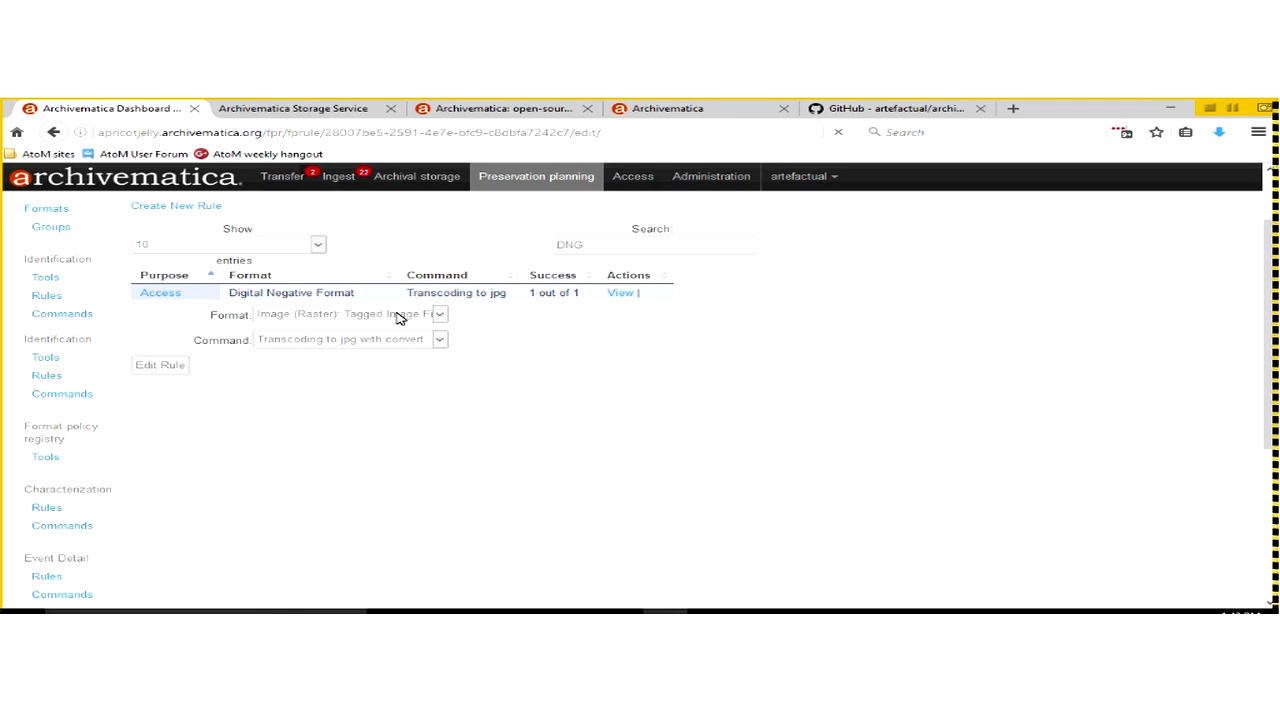 Archivematica Dashboard ...
Archivematica Storage Service
Archivematica: open-sour...
Archivematica
GitHub - artefactual/archi...
apricotjelly.archivematica.org/fpr/fprule/28007be5-2591-4e7e-bfc9-c8dbfa7242c7/edit/
Search
AtoM sites
AtoM User Forum
AtoM weekly hangout
archivematica.
Transfer 2
Ingest 22
Archival storage
Preservation planning
Access
Administration
artefactual
Formats
Groups
Identification
Tools
Rules
Commands
Identification
Tools
Rules
Commands
Format policy
registry
Tools
Characterization
Rules
Commands
Event Detail
Rules
Commands
Create New Rule
Show
10
entries
Search:
DNG
Purpose Format Command Success Actions
Access Digital Negative Format Transcoding to jpg 1 out of 1 View |
Format: Image (Raster): Tagged Image Fi
Command: Transcoding to jpg with convert
Edit Rule